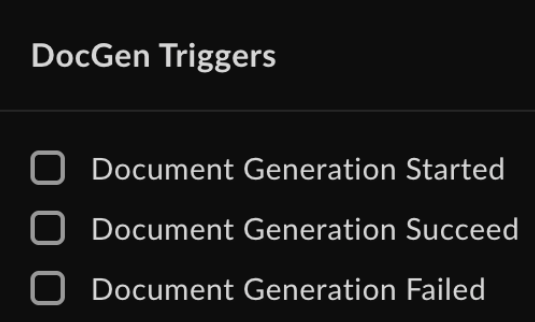 DocGen Triggers
Document Generation Started
Document Generation Succeed
Document Generation Failed